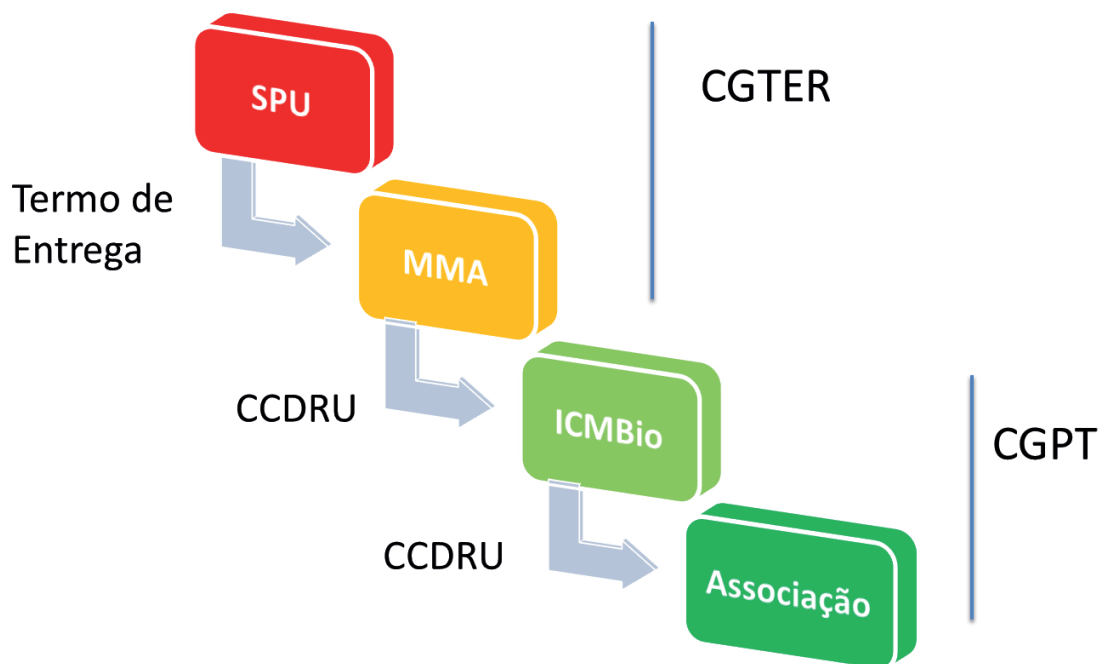 SPU
CGTER
Termo de
Entrega
MMA
CCDRU
ICMBio
CGPT
CCDRU
Associação